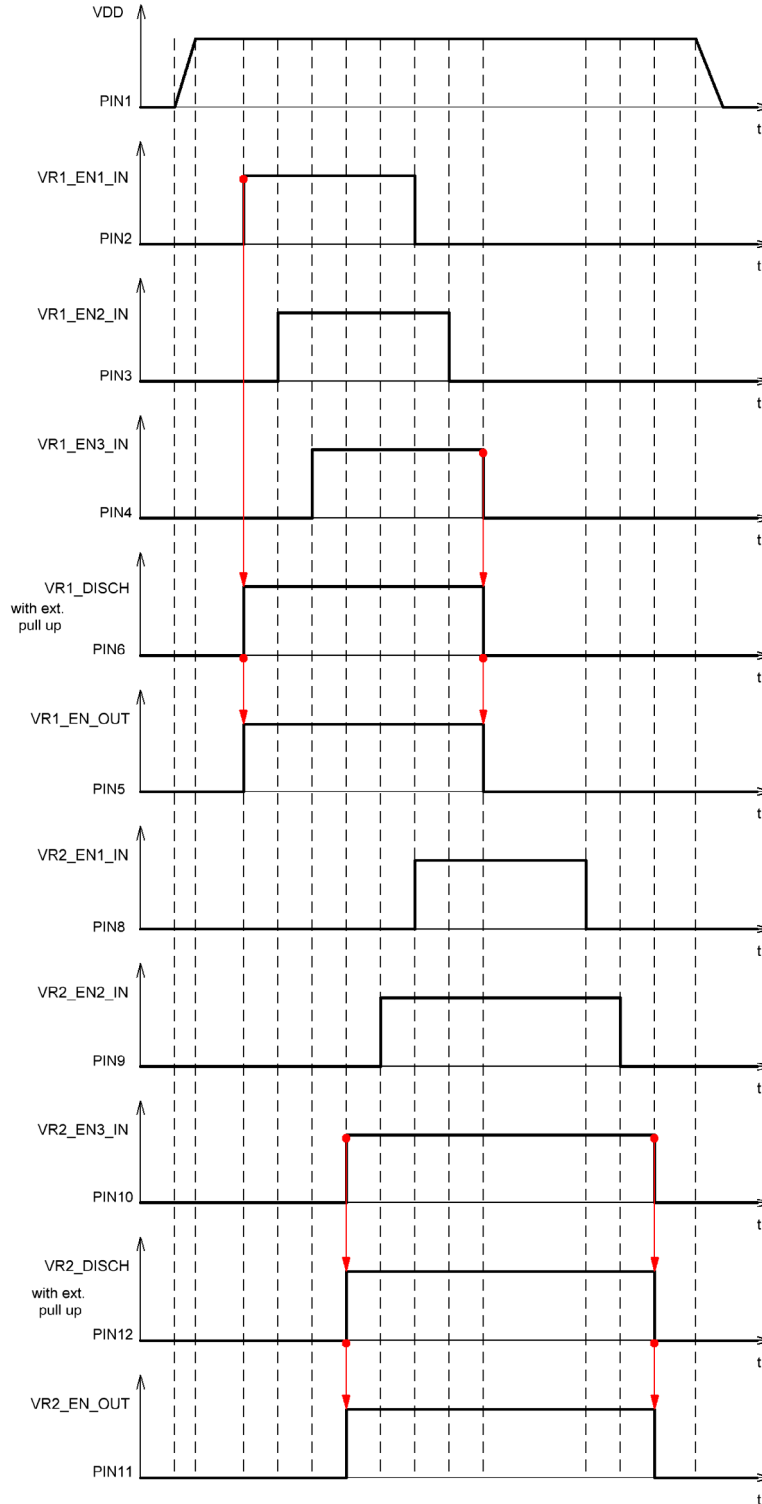 VDD
PIN1
t
VR1_EN1_IN
PIN2
t
VR1_EN2_IN
PIN3
t
VR1_EN3_IN
PIN4
t
VR1_DISCH
with ext.
pull up
PIN6
t
VR1_EN_OUT
PIN5
t
VR2_EN1_IN
PIN8
t
VR2_EN2_IN
PIN9
t
VR2_EN3_IN
PIN10
t
VR2_DISCH
with ext.
pull up
PIN12
t
VR2_EN_OUT
PIN11
t